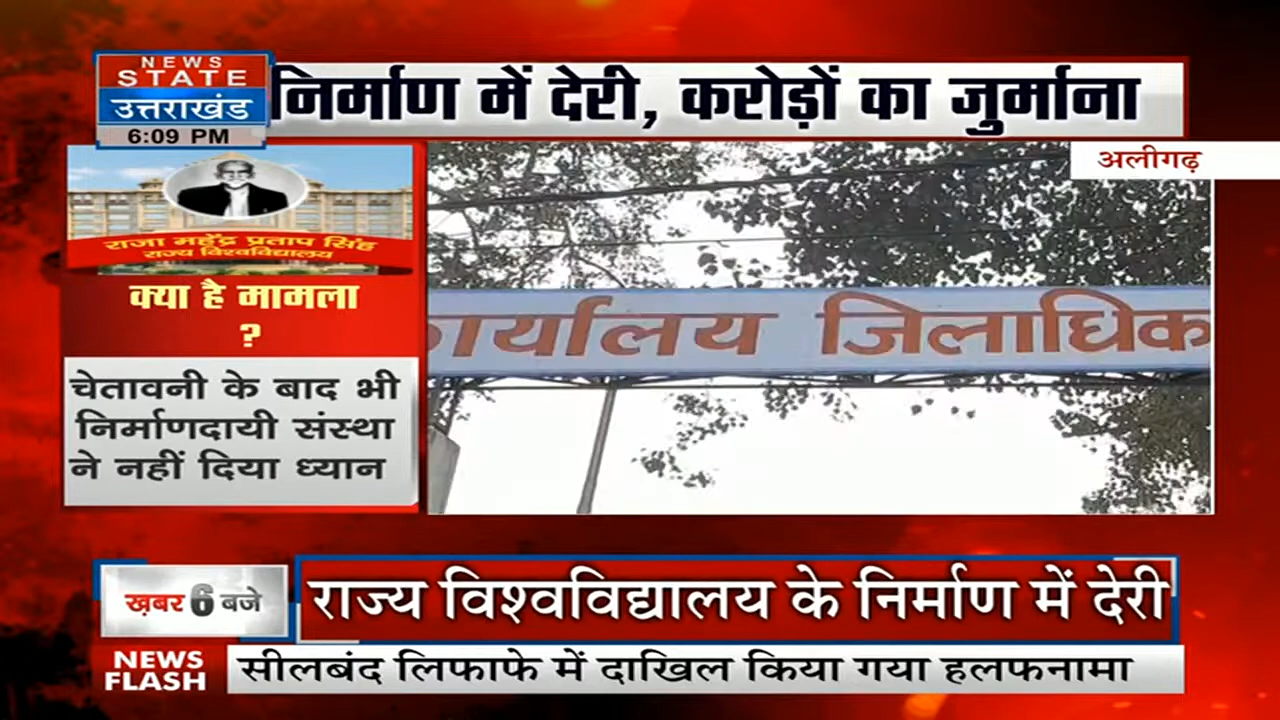 NEWS
STATE
उत्तराखंड
6:09 PM
निर्माण में देरी, करोड़ों का जुर्माना
अलीगढ़
राजा महेंद्र प्रताप सिंह
राज्य विश्वविद्यालय
क्या है मामला
?
चेतावनी के बाद भी
निर्माणदायी संस्था
ने नहीं दिया ध्यान
कार्यालय जिलाधिक
ख़बर 6 बजे
राज्य विश्वविद्यालय के निर्माण में देरी
NEWS
FLASH
सीलबंद लिफाफे में दाखिल किया गया हलफनामा